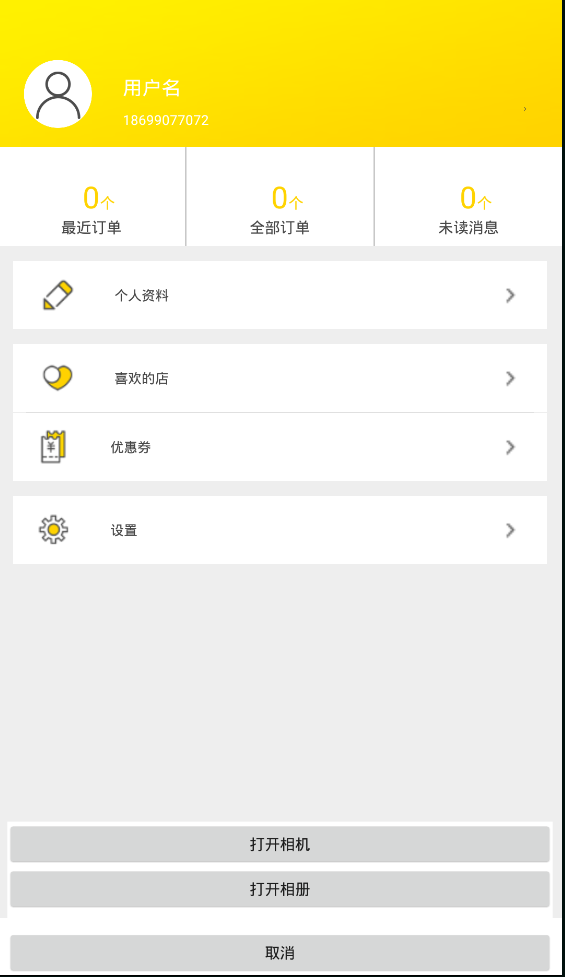 用户名
18699077072
0个 0个 0个
最近订单 全部订单 未读消息
个人资料
喜欢的店
¥
优惠券
设置
打开相机
打开相册
取消